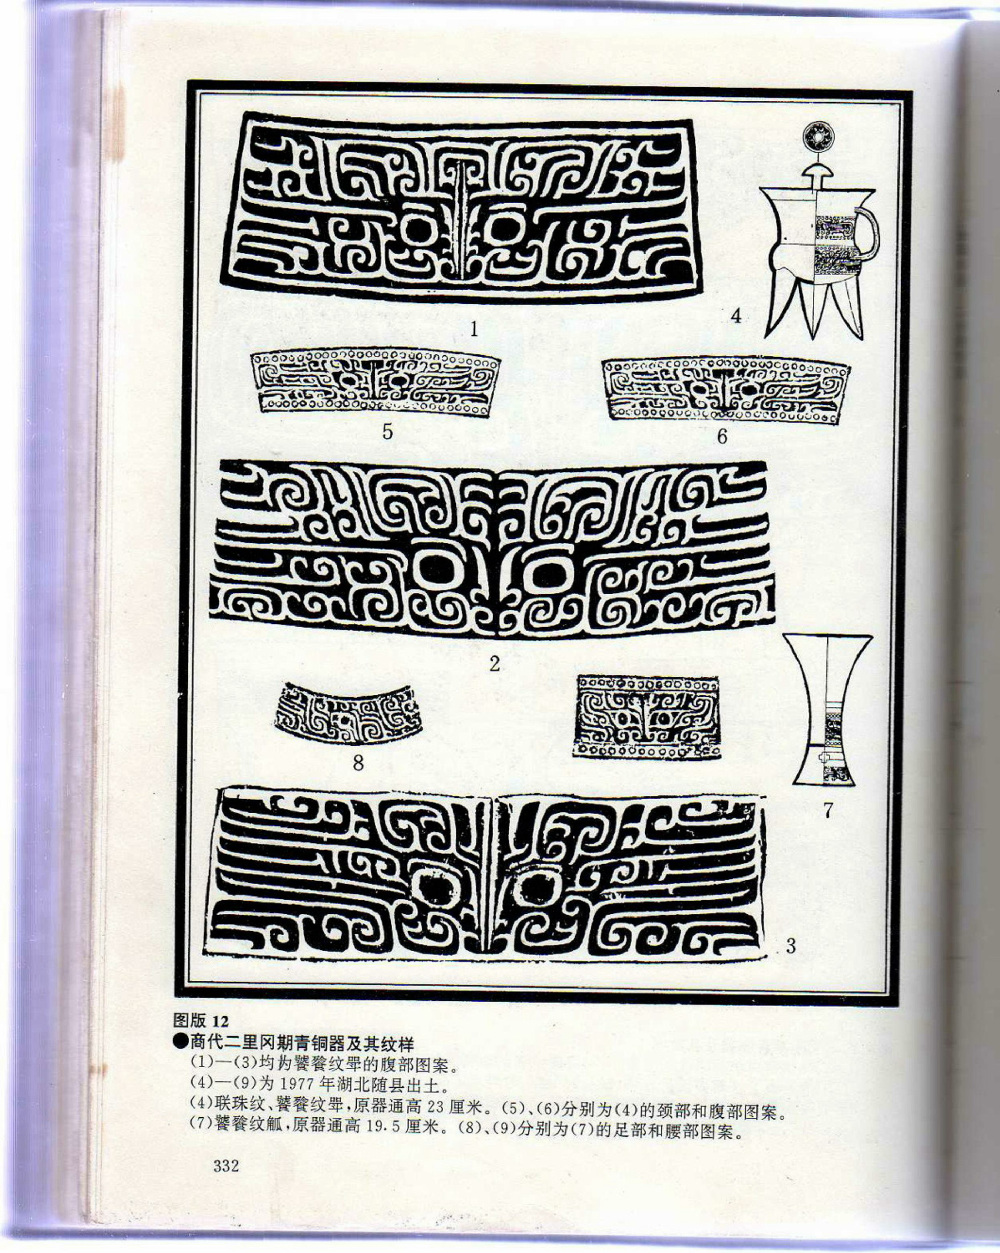 1
4
5
6
2
8
7
3
图版 12
●商代二里冈期青铜器及其纹样
(1)—(3)均为饕餮纹斝的腹部图案。
(4)—(9)为 1977 年湖北随县出土。
(4)联珠纹、饕餮纹斝,原器通高 23 厘米。(5)、(6)分别为(4)的颈部和腹部图案。
(7)饕餮纹觚,原器通高 19.5 厘米。(8)、(9)分别为(7)的足部和腰部图案。
332